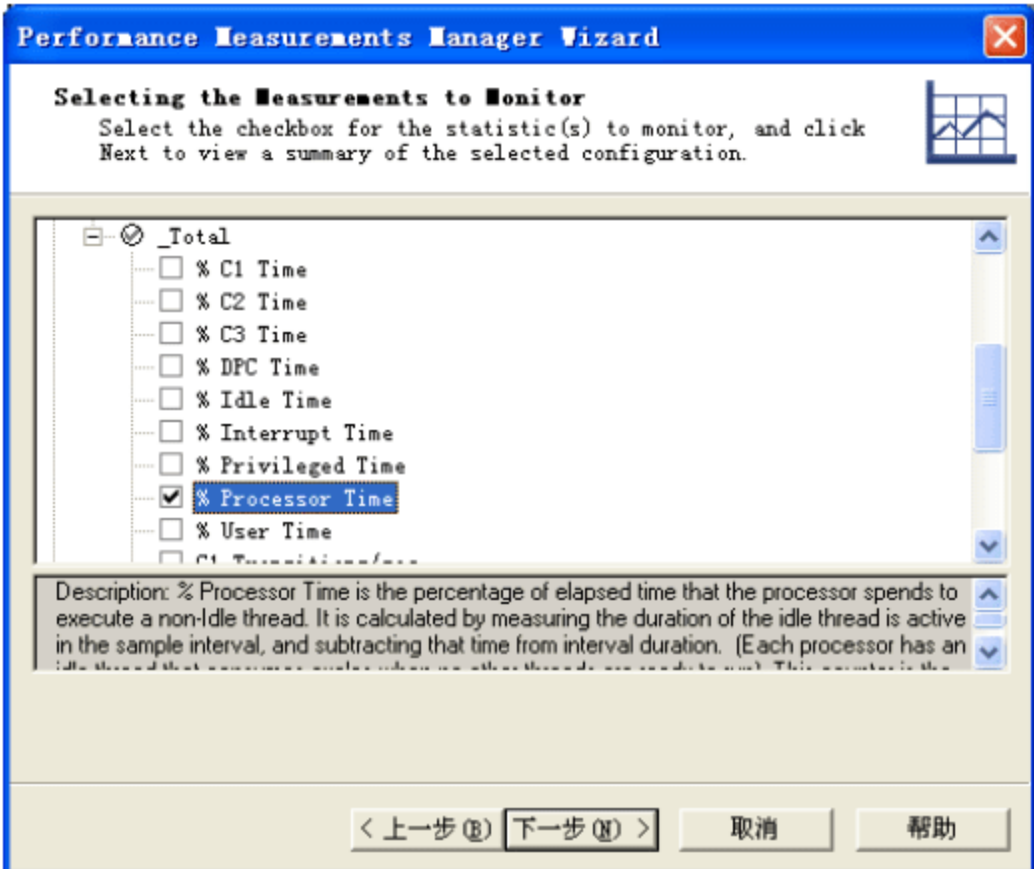 Performance Measurements Manager Wizard
Selecting the Measurements to Monitor
Select the checkbox for the statistic(s) to monitor, and click
Next to view a summary of the selected configuration.
_Total
% C1 Time
% C2 Time
% C3 Time
% DPC Time
% Idle Time
% Interrupt Time
% Privileged Time
% Processor Time
% User Time
Description: % Processor Time is the percentage of elapsed time that the processor spends to
execute a non-Idle thread. It is calculated by measuring the duration of the idle thread is active
in the sample interval, and subtracting that time from interval duration. (Each processor has an
< 上一步(B) 下一步(N) > 取消 帮助